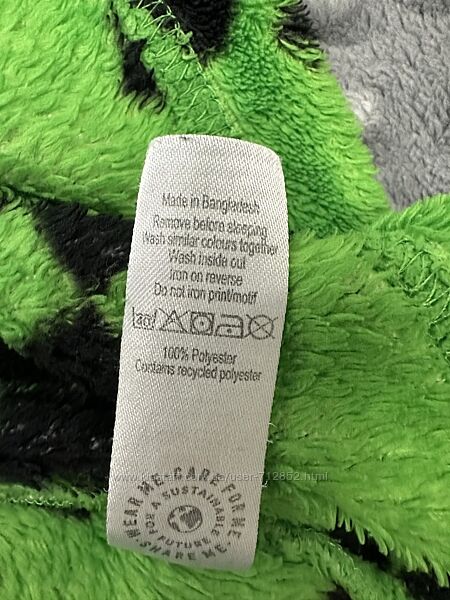 Made in Bangladesh
Remove before sleeping
Wash similar colours together
Wash inside out
Iron on reverse
Do not iron print/motif
30
100% Polyester
Contains recycled polyester
WEAR ME. CARE FOR ME. SHARE ME.
FOR A SUSTAINABLE FUTURE